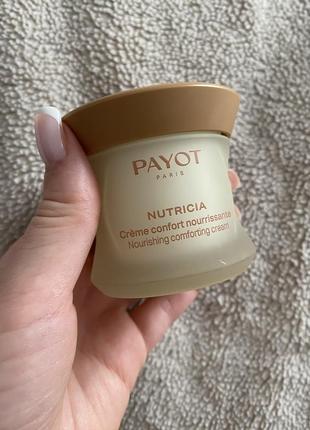 PAYOT
PARIS
NUTRICIA
Crème confort nourrissante
Nourishing comforting cream